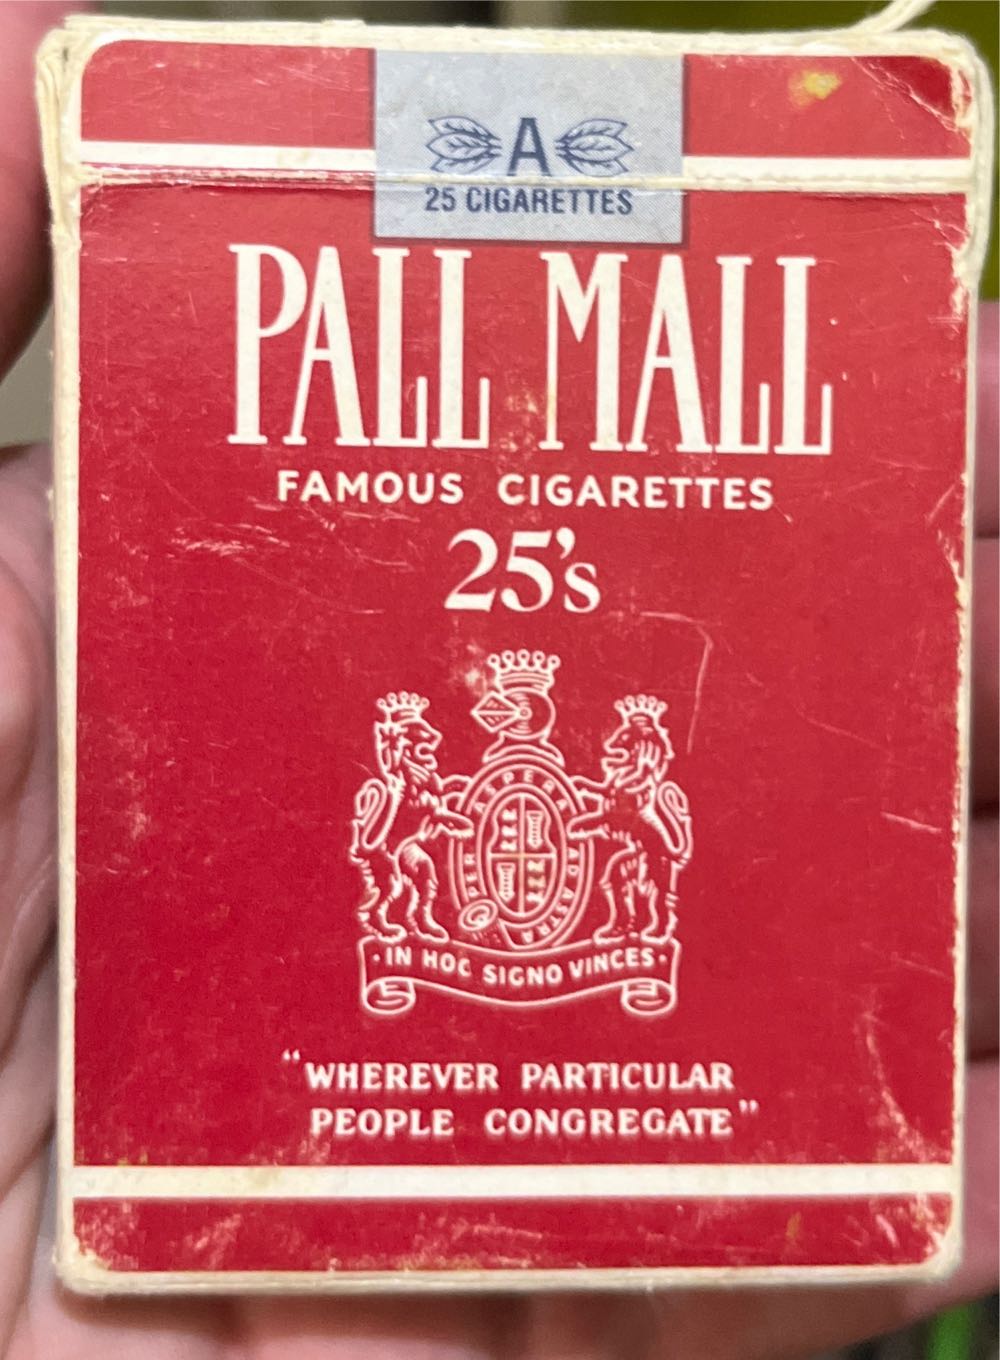 A
25 CIGARETTES
PALL MALL
FAMOUS CIGARETTES
25's
PER ASPERA AD ASTRA
· IN HOC SIGNO VINCES ·
"WHEREVER PARTICULAR
PEOPLE CONGREGATE"